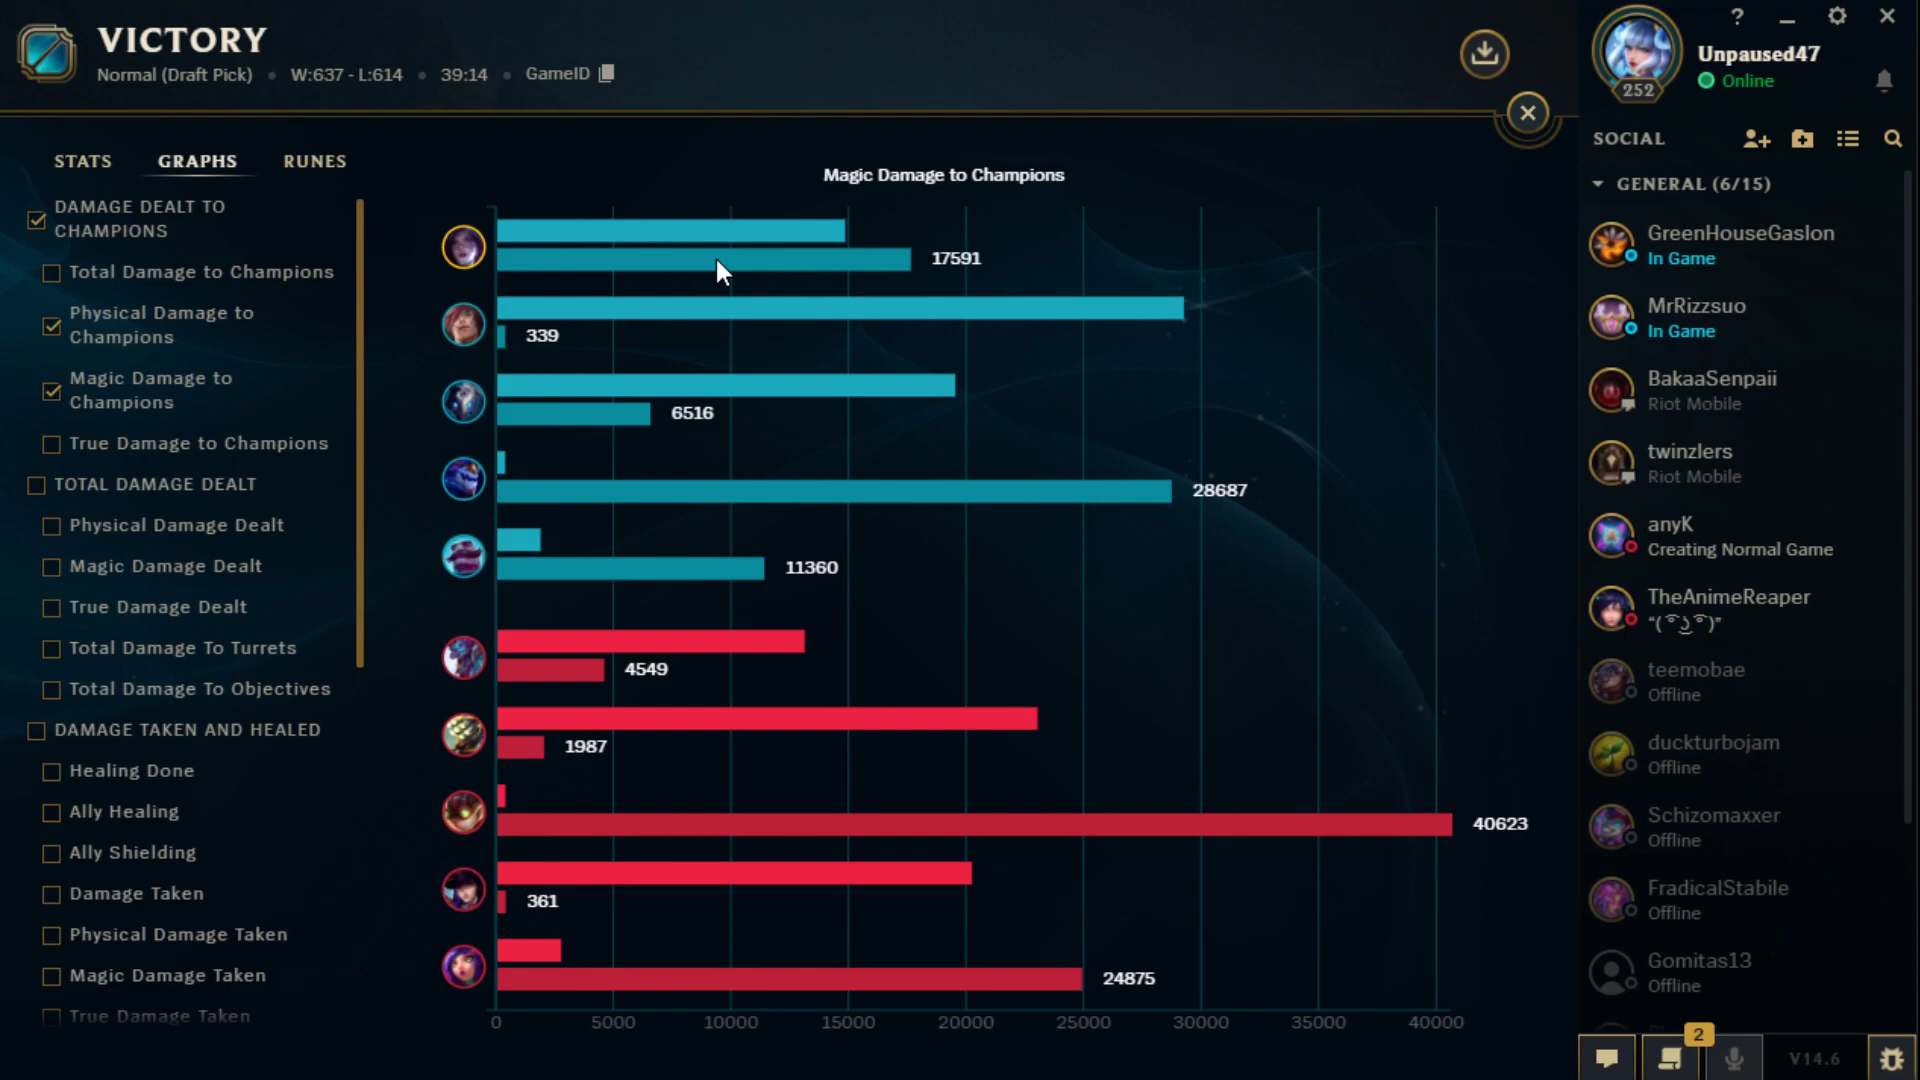 VICTORY
Normal (Draft Pick) • W:637 - L:614 • 39:14 • GameID
STATS GRAPHS RUNES
DAMAGE DEALT TO
CHAMPIONS
Total Damage to Champions
Physical Damage to
Champions
Magic Damage to
Champions
True Damage to Champions
TOTAL DAMAGE DEALT
Physical Damage Dealt
Magic Damage Dealt
True Damage Dealt
Total Damage To Turrets
Total Damage To Objectives
DAMAGE TAKEN AND HEALED
Healing Done
Ally Healing
Ally Shielding
Damage Taken
Physical Damage Taken
Magic Damage Taken
True Damage Taken
Magic Damage to Champions
17591
339
6516
28687
11360
4549
1987
40623
361
24875
0 5000 10000 15000 20000 25000 30000 35000 40000
?
252
Unpaused47
Online
SOCIAL
GENERAL (6/15)
GreenHouseGasIon
In Game
MrRizzsuo
In Game
BakaaSenpaii
Riot Mobile
twinzlers
Riot Mobile
anyK
Creating Normal Game
TheAnimeReaper
“( ͡° ͜ʖ ͡°)”
teemobae
Offline
duckturbojam
Offline
Schizomaxxer
Offline
FradicalStabile
Offline
Gomitas13
Offline
2
V14.6